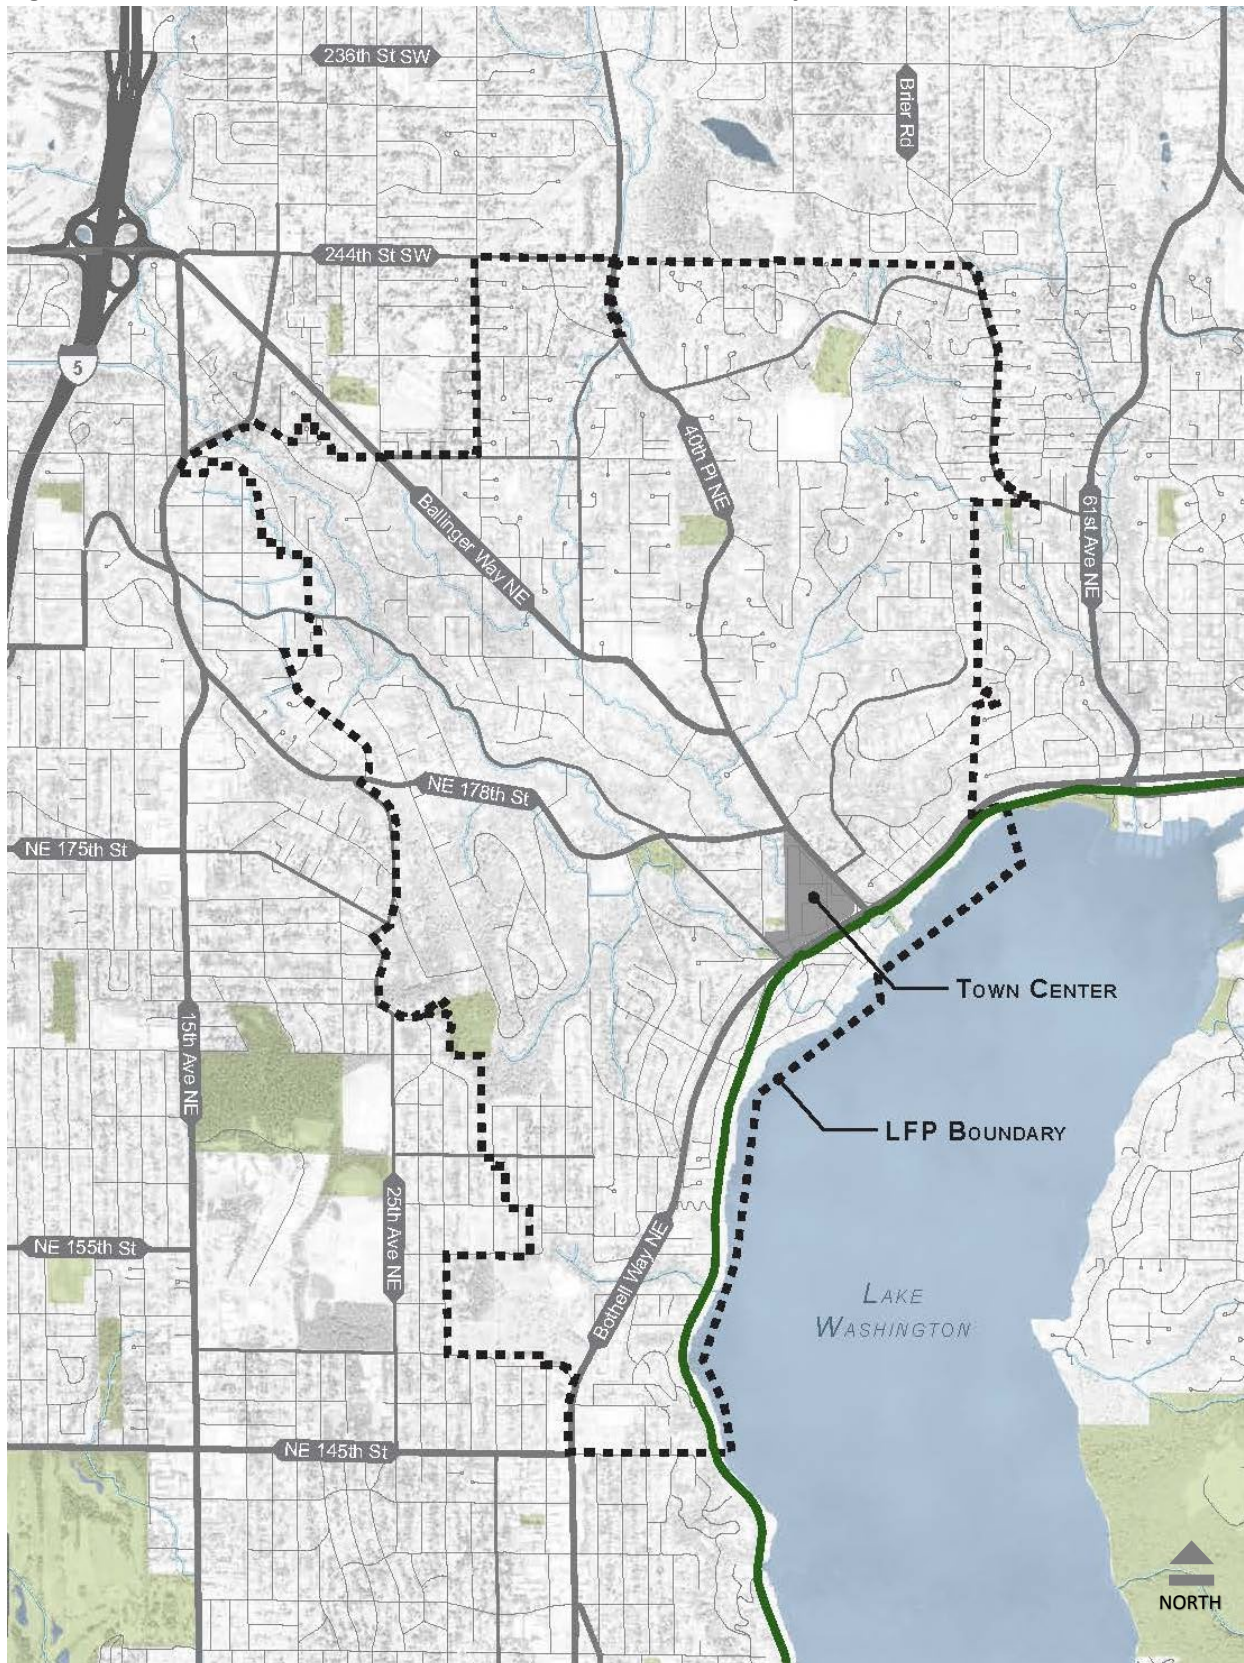 236th St SW
Brier Rd
244th St SW
5
40th Pl NE
Ballinger Way NE
61st Ave NE
NE 178th St
NE 175th St
TOWN CENTER
15th Ave NE
LFP BOUNDARY
25th Ave NE
NE 155th St
Bothell Way NE
LAKE
WASHINGTON
NE 145th St
NORTH